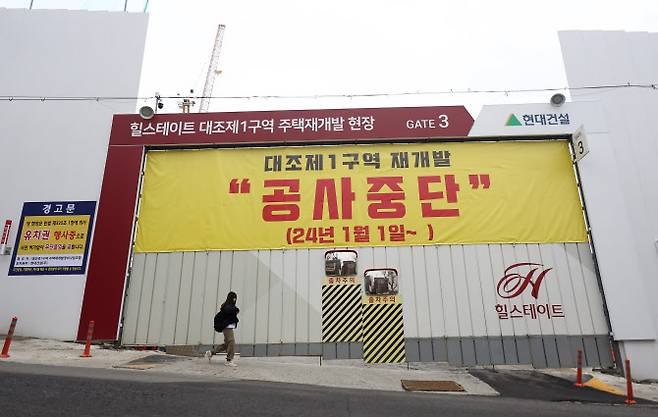 힐스테이트 대조제1구역 주택재개발 현장
GATE 3
현대건설
3
대조제1구역 재개발
“공사중단”
(24년 1월 1일~ )
경고문
유치권 행사중
출차주의
출차주의
H
힐스테이트